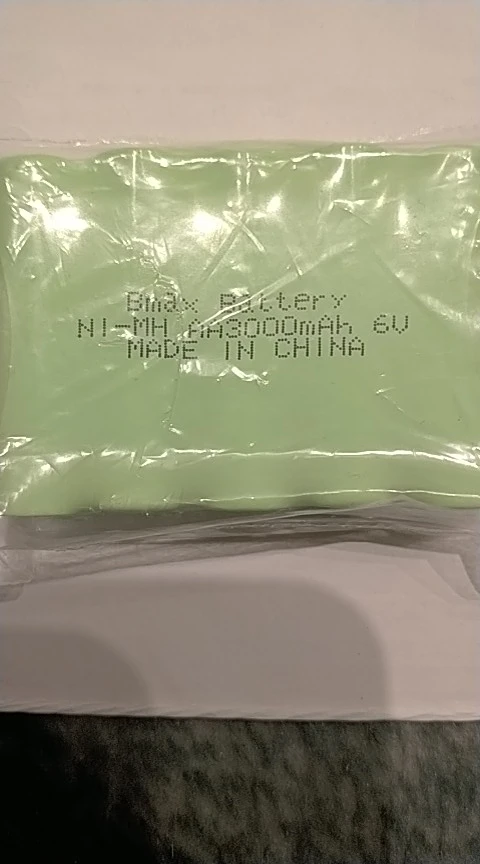 Bmax Battery
NI-MH AA3000mAh 6V
MADE IN CHINA